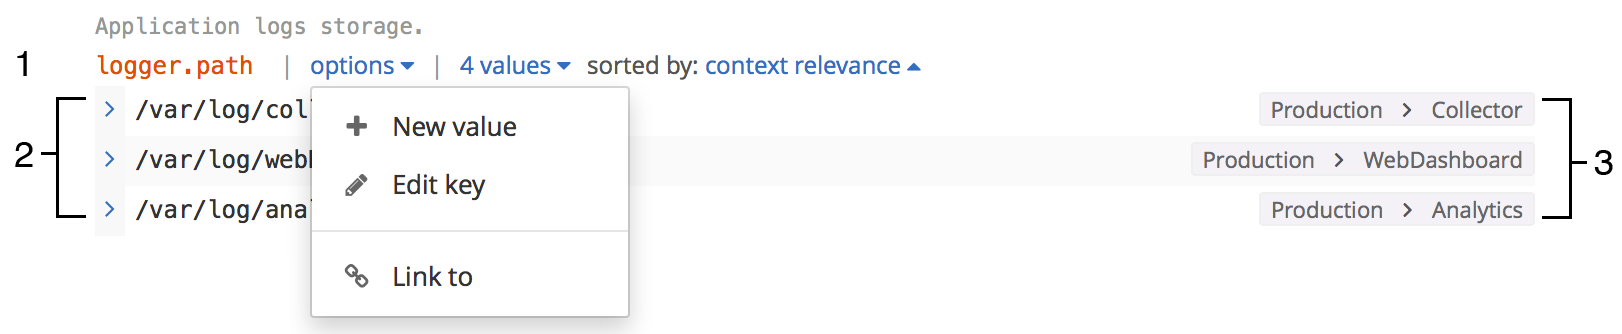 Application logs storage.
1 logger.path | options | 4 values sorted by: context relevance
/var/log/col Production > Collector
New value
2 /var/log/web Production > WebDashboard 3
Edit key
/var/log/ana Production > Analytics
Link to